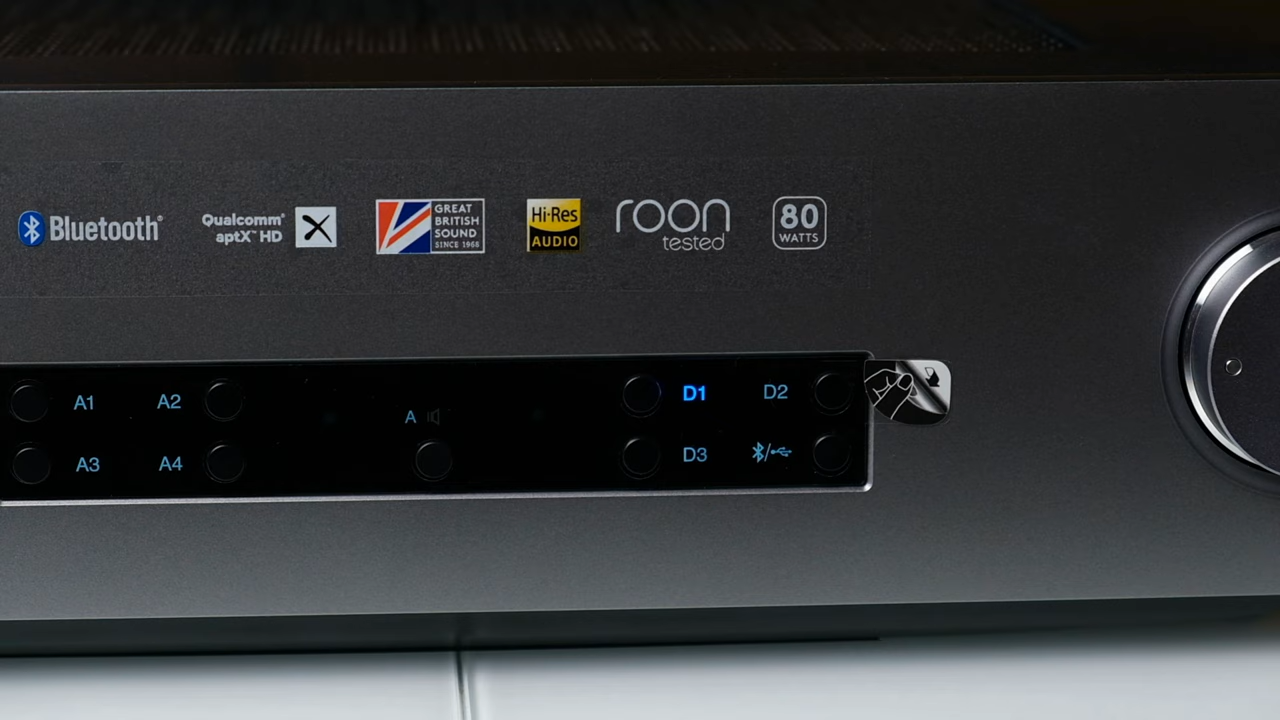 Bluetooth®
Qualcomm®
aptX™ HD
GREAT
BRITISH
SOUND
SINCE 1968
Hi-Res
AUDIO
roon
tested
80
WATTS
A1 A2
A
D1 D2
A3 A4
D3 /